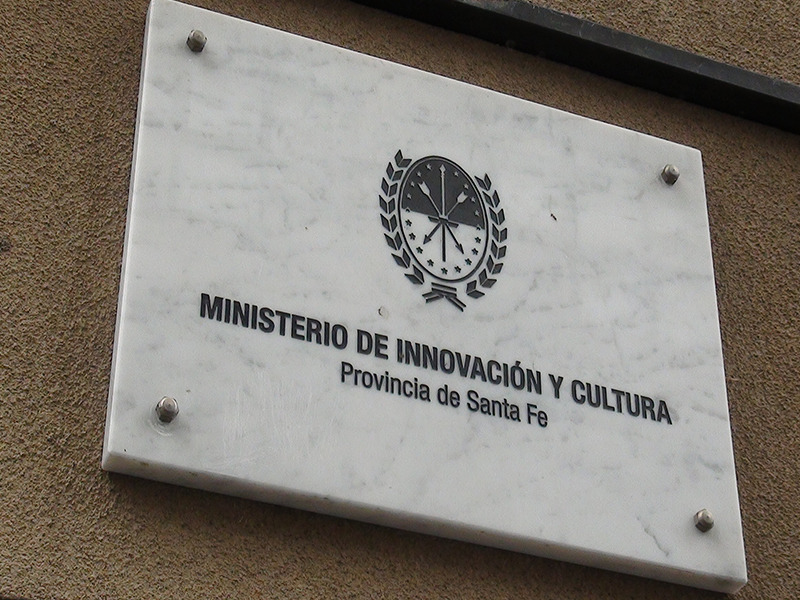 MINISTERIO DE INNOVACIÓN Y CULTURA
Provincia de Santa Fe